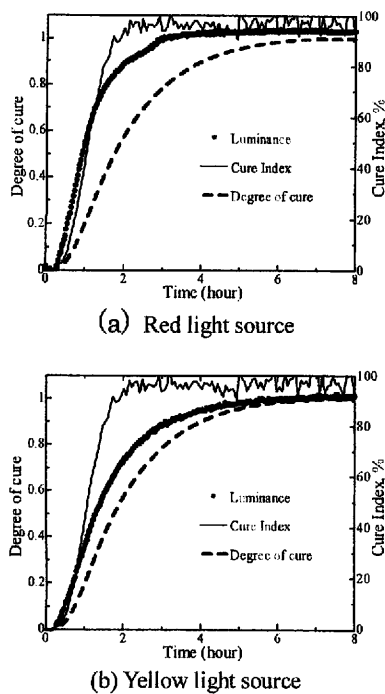 Degree of cure
1
0.8
0.6
0.4
0.2
0
100
80
60
40
20
0
Cure Index, %
Luminance
Cure Index
Degree of cure
0 2 4 6 8
Time (hour)
(a) Red light source
Degree of cure
1
0.8
0.6
0.4
0.2
0
100
80
60
40
20
0
Cure Index, %
Luminance
Cure Index
Degree of cure
0 2 4 6 8
Time (hour)
(b) Yellow light source